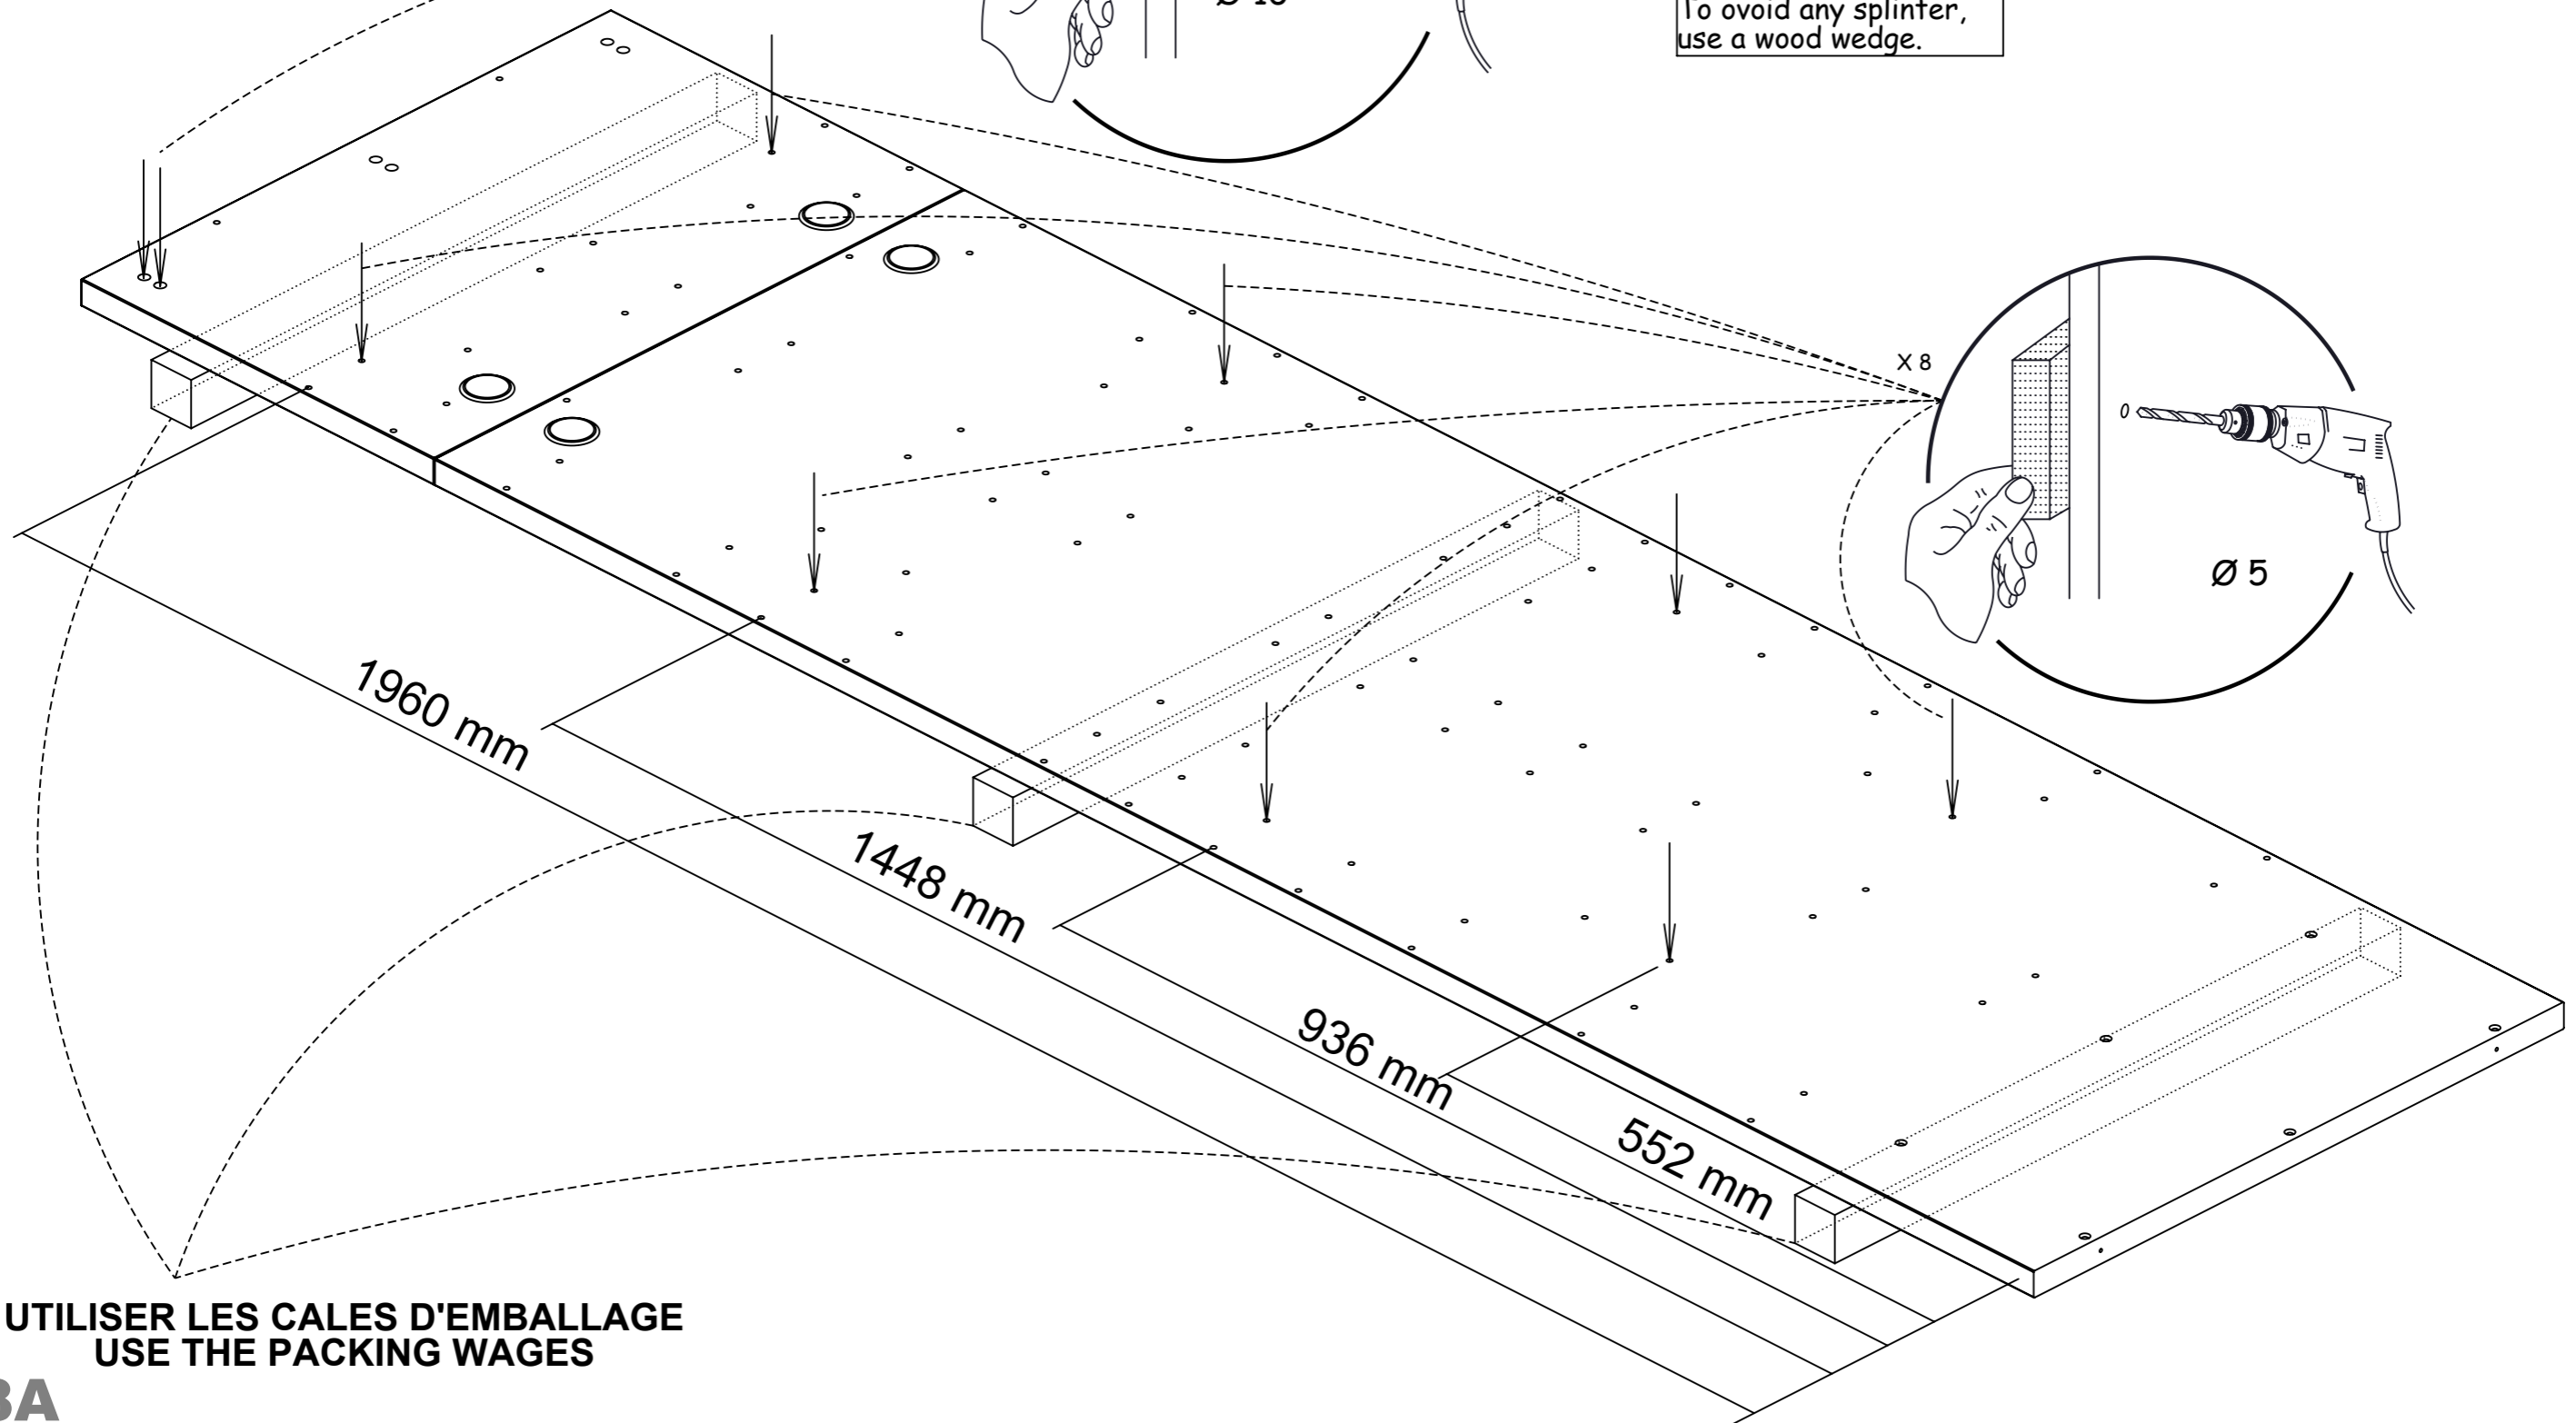 To ovoid any splinter,
use a wood wedge.
X 8
Ø 5
1960 mm
1448 mm
936 mm
552 mm
UTILISER LES CALES D'EMBALLAGE
USE THE PACKING WAGES